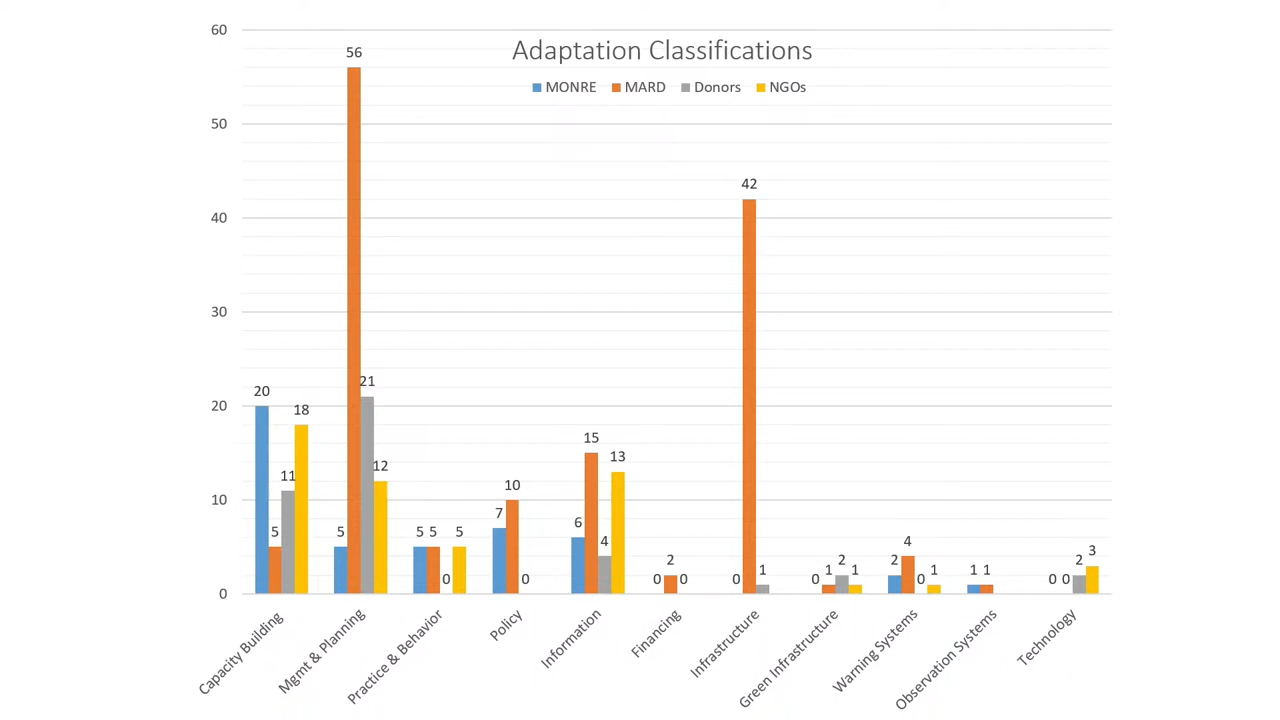 Adaptation Classifications
MONRE MARD Donors NGOs
60
50
40
30
20
10
0
20 5 11 18
5 56 21 12
5 5 0 5
7 10 0
6 15 4 13
0 2 0
0 42 1
0 1 2 1
2 4 0 1
1 1
0 0 2 3
Capacity Building
Mgmt & Planning
Practice & Behavior
Policy
Information
Financing
Infrastructure
Green Infrastructure
Warning Systems
Observation Systems
Technology